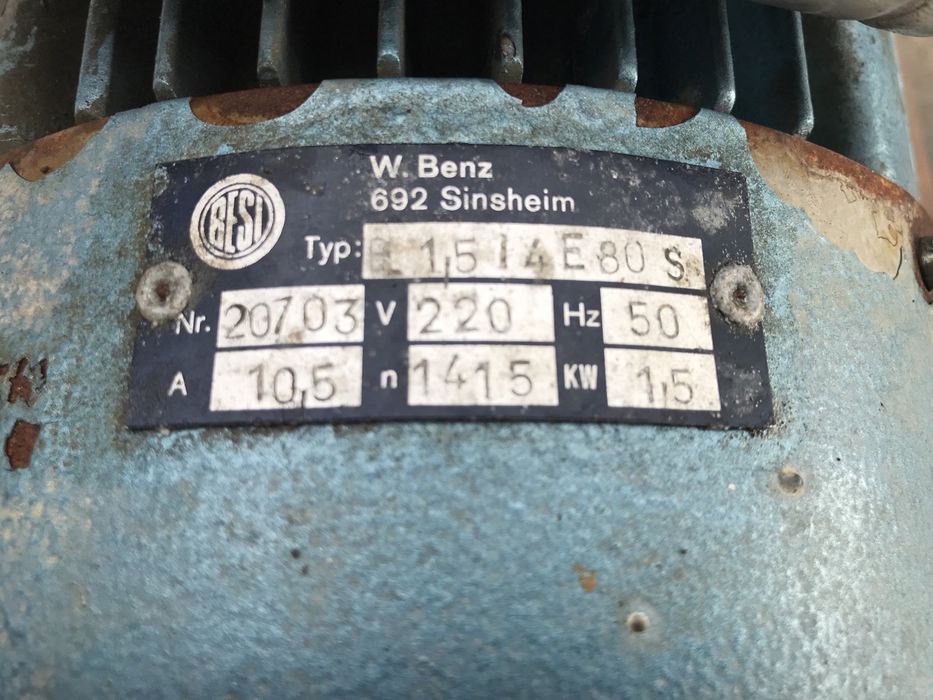 BESI
W. Benz
692 Sinsheim
Typ: 1,5 / 4 E 80 S
Nr. 20703 V 220 Hz 50
A 10,5 n 1415 KW 1,5